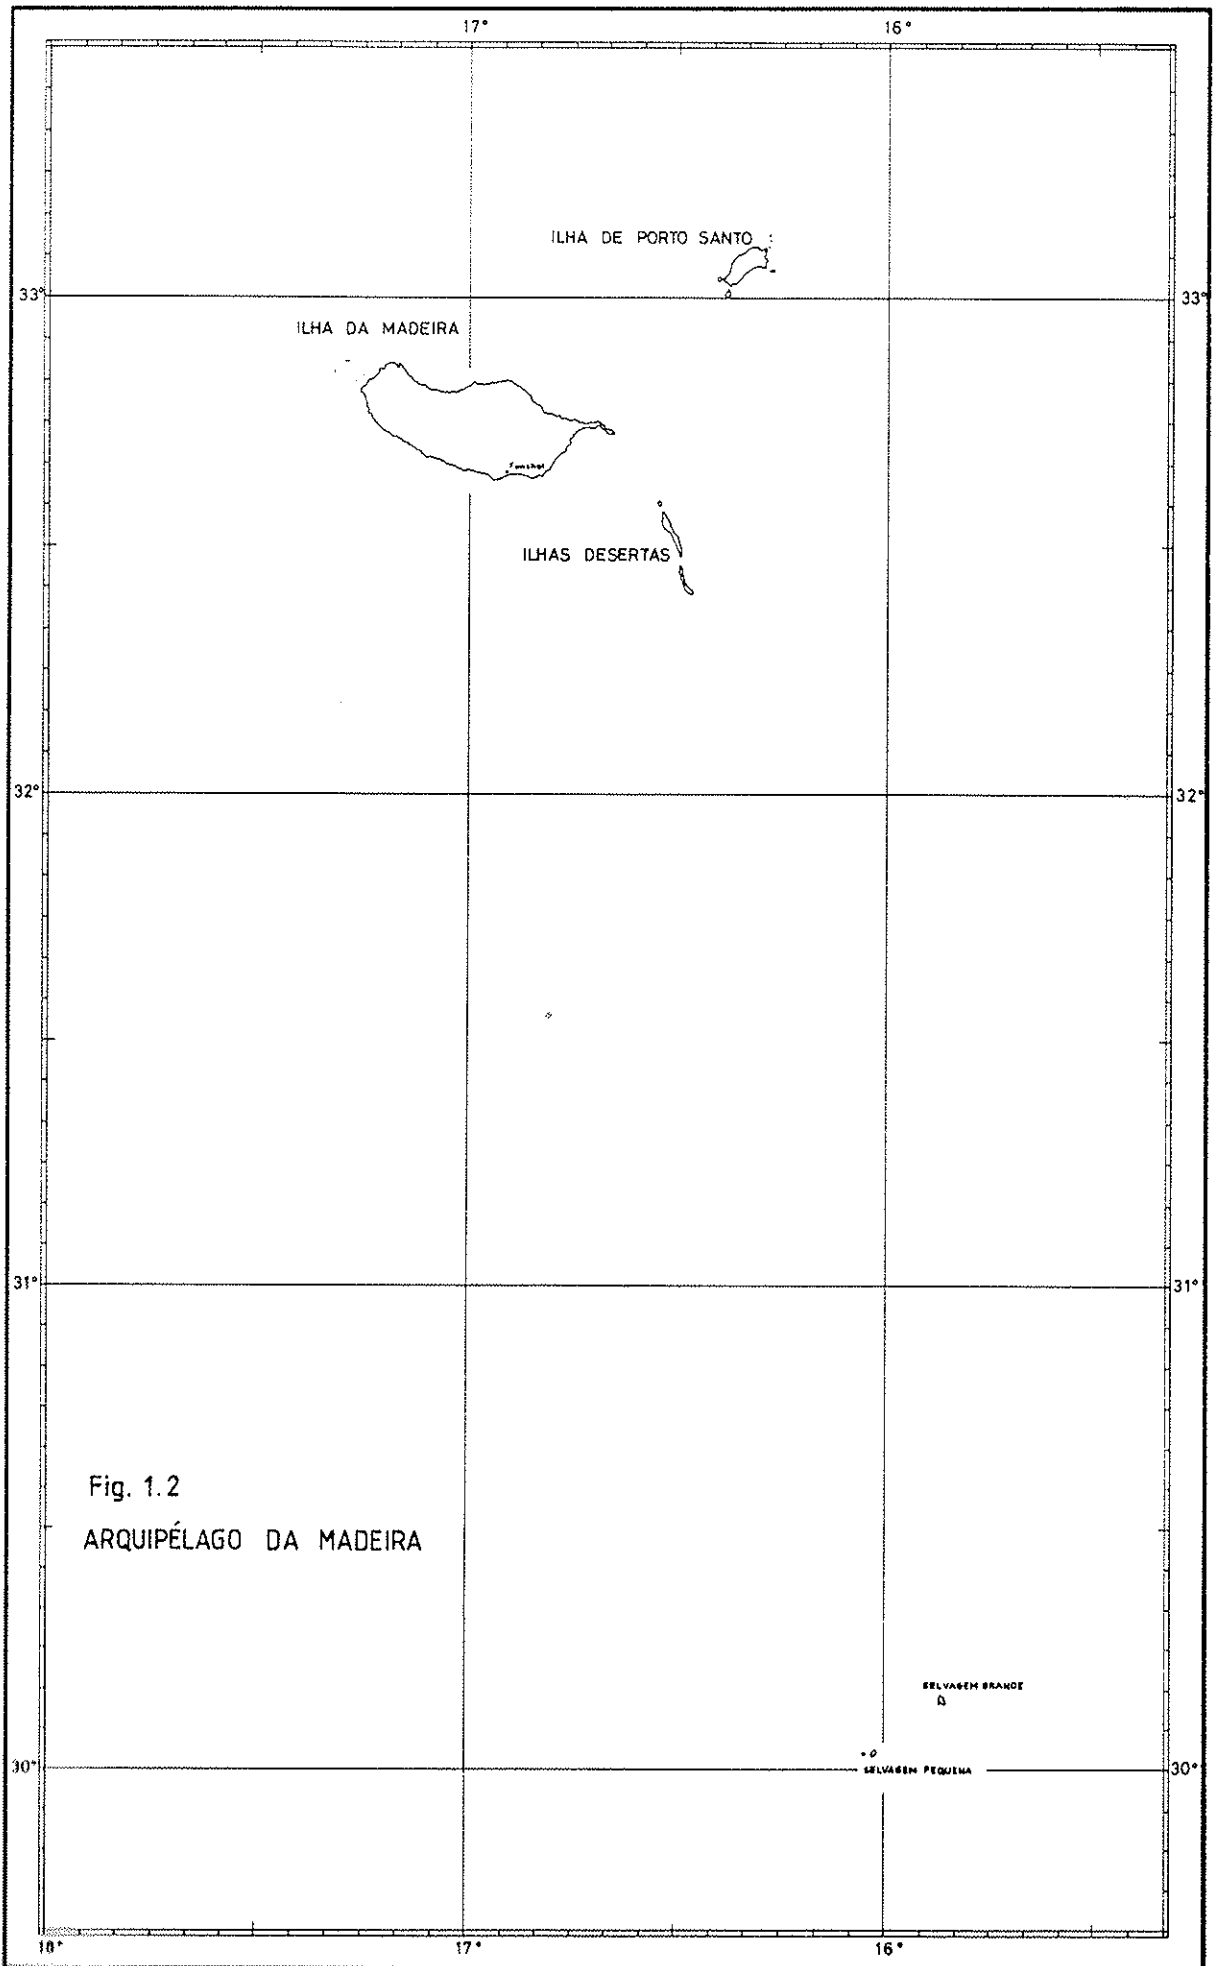 17° 16°
ILHA DE PORTO SANTO
33° 33°
ILHA DA MADEIRA
Funchal
ILHAS DESERTAS
32° 32°
31° 31°
Fig. 1.2
ARQUIPÉLAGO DA MADEIRA
SELVAGEM GRANDE
30° 30°
SELVAGEM PEQUENA
18° 17° 16°